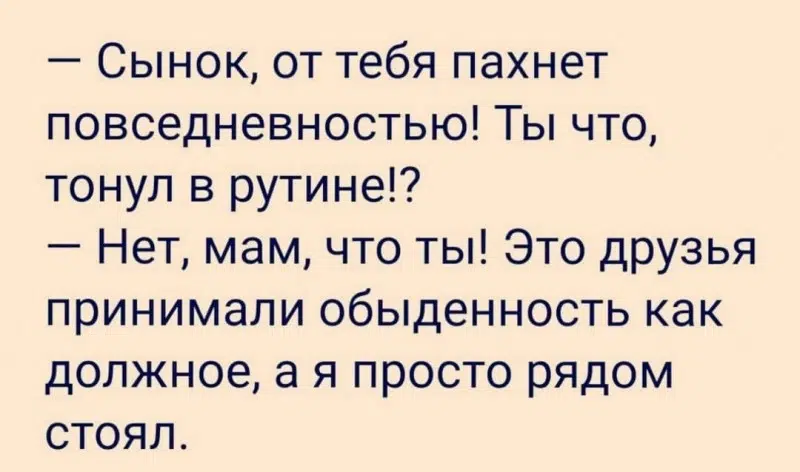 — Сынок, от тебя пахнет
повседневностью! Ты что,
тонул в рутине!?
— Нет, мам, что ты! Это друзья
принимали обыденность как
должное, а я просто рядом
стоял.